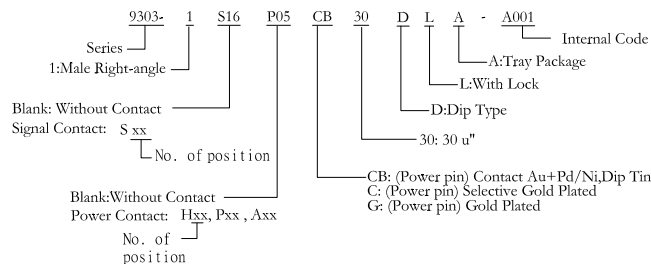 9303- 1 S16 P05 CB 30 D L A - A001
Series
Internal Code
1:Male Right-angle
A:Tray Package
L:With Lock
Blank: Without Contact
D:Dip Type
Signal Contact: S xx
30: 30 u"
No. of position
CB: (Power pin) Contact Au+Pd/Ni,Dip Tin
Blank:Without Contact
C: (Power pin) Selective Gold Plated
Power Contact: Hxx, Pxx , Axx
G: (Power pin) Gold Plated
No. of
position